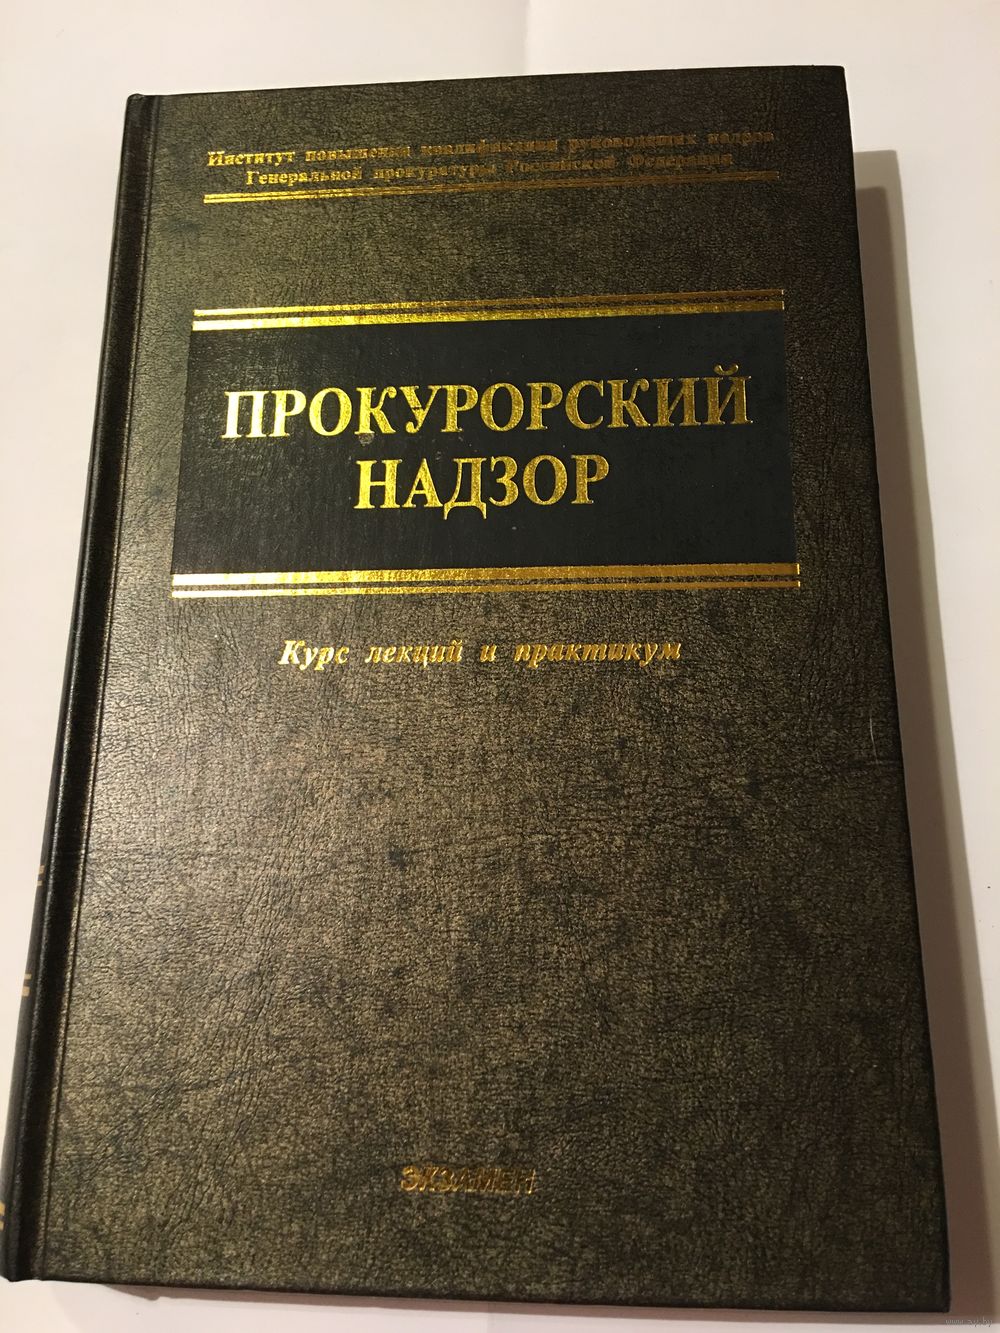 Институт повышения квалификации руководящих кадров
Генеральной прокуратуры Российской Федерации
ПРОКУРОРСКИЙ
НАДЗОР
Курс лекций и практикум
ЭКЗАМЕН